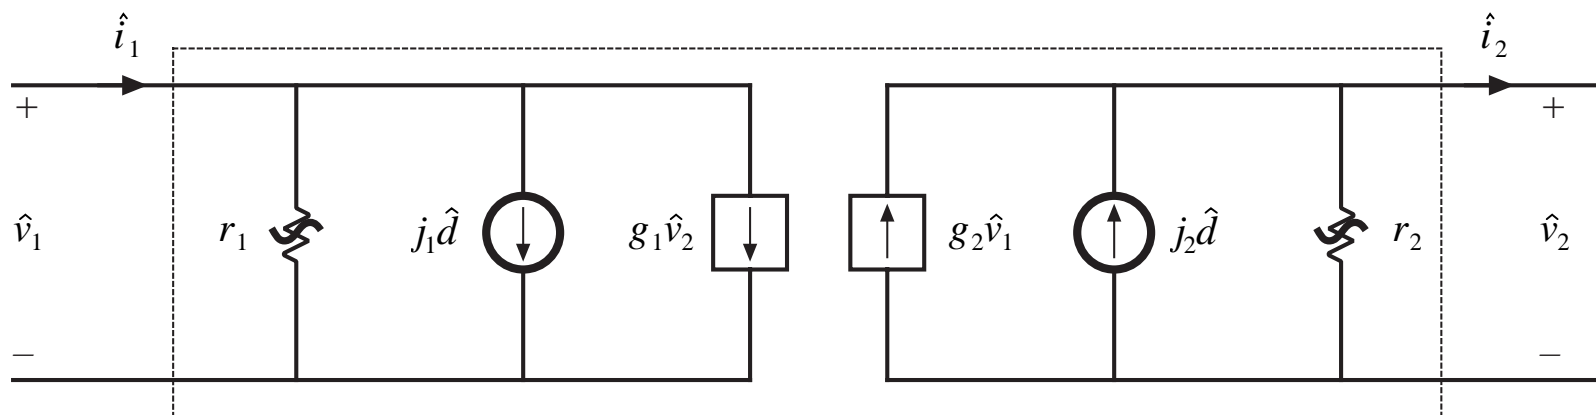 î₁ î₂
+ +
v̂₁ r₁ j₁d̂ g₁v̂₂ g₂v̂₁ j₂d̂ r₂ v̂₂
– –